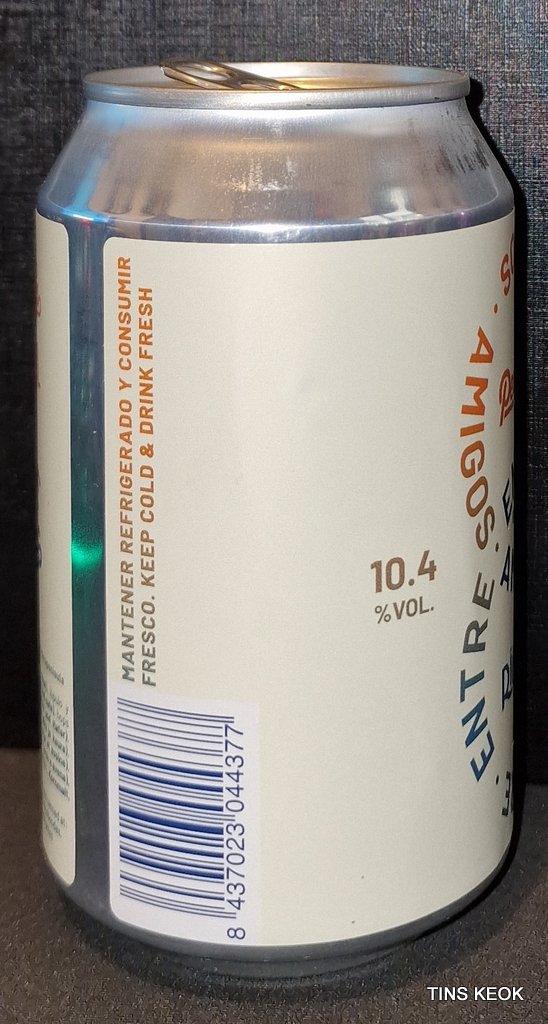 MANTENER REFRIGERADO Y CONSUMIR
FRESCO. KEEP COLD & DRINK FRESH
8 437023 044377
10.4
%VOL.
ENTRE . AMIGOS .
TINS KEOK